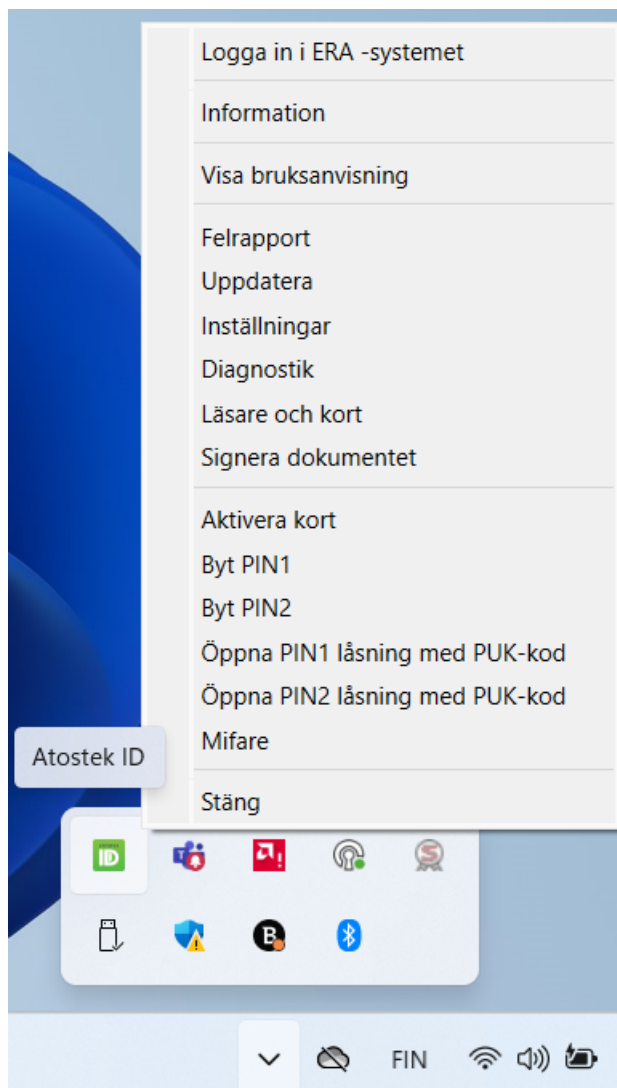 Logga in i ERA -systemet
Information
Visa bruksanvisning
Felrapport
Uppdatera
Inställningar
Diagnostik
Läsare och kort
Signera dokumentet
Aktivera kort
Byt PIN1
Byt PIN2
Öppna PIN1 låsning med PUK-kod
Öppna PIN2 låsning med PUK-kod
Mifare
Atostek ID
Stäng
ID
FIN